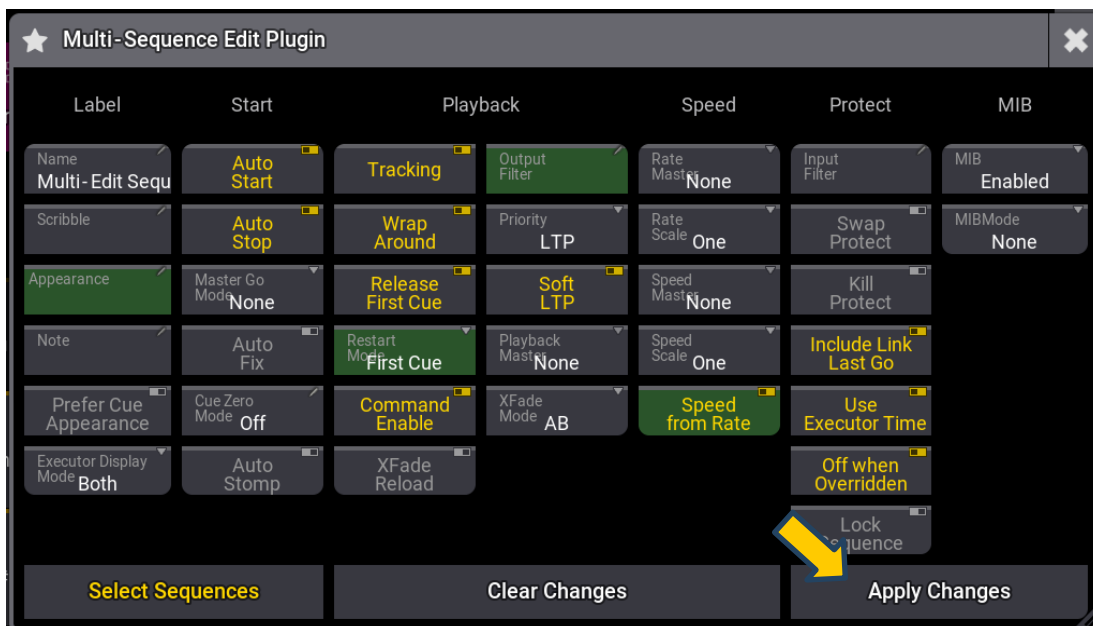 Multi-Sequence Edit Plugin
Label Start Playback Speed Protect MIB
Name
Multi-Edit Sequ
Auto
Start
Tracking
Output
Filter
Rate
Master None
Input
Filter
MIB
Enabled
Scribble
Auto
Stop
Wrap
Around
Priority
LTP
Rate
Scale One
Swap
Protect
MIBMode
None
Appearance
Master Go
Mode None
Release
First Cue
Soft
LTP
Speed
Master None
Kill
Protect
Note
Auto
Fix
Restart
Mode First Cue
Playback
Master None
Speed
Scale One
Include Link
Last Go
Prefer Cue
Appearance
Cue Zero
Mode Off
Command
Enable
XFade
Mode AB
Speed
from Rate
Use
Executor Time
Executor Display
Mode Both
Auto
Stomp
XFade
Reload
Off when
Overridden
Lock
Sequence
Select Sequences
Clear Changes
Apply Changes